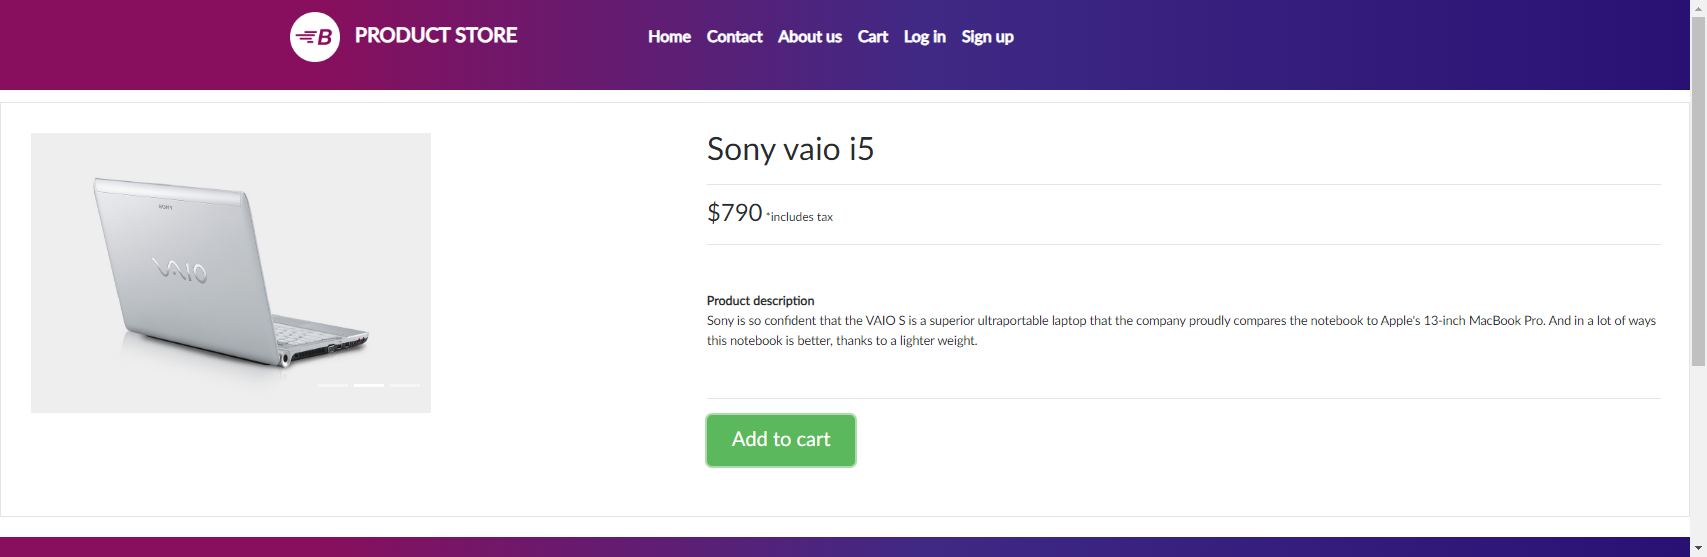 B PRODUCT STORE Home Contact About us Cart Log in Sign up
Sony vaio i5
$790 *includes tax
Product description
Sony is so confident that the VAIO S is a superior ultraportable laptop that the company proudly compares the notebook to Apple's 13-inch MacBook Pro. And in a lot of ways
this notebook is better, thanks to a lighter weight.
Add to cart
SONY
VAIO